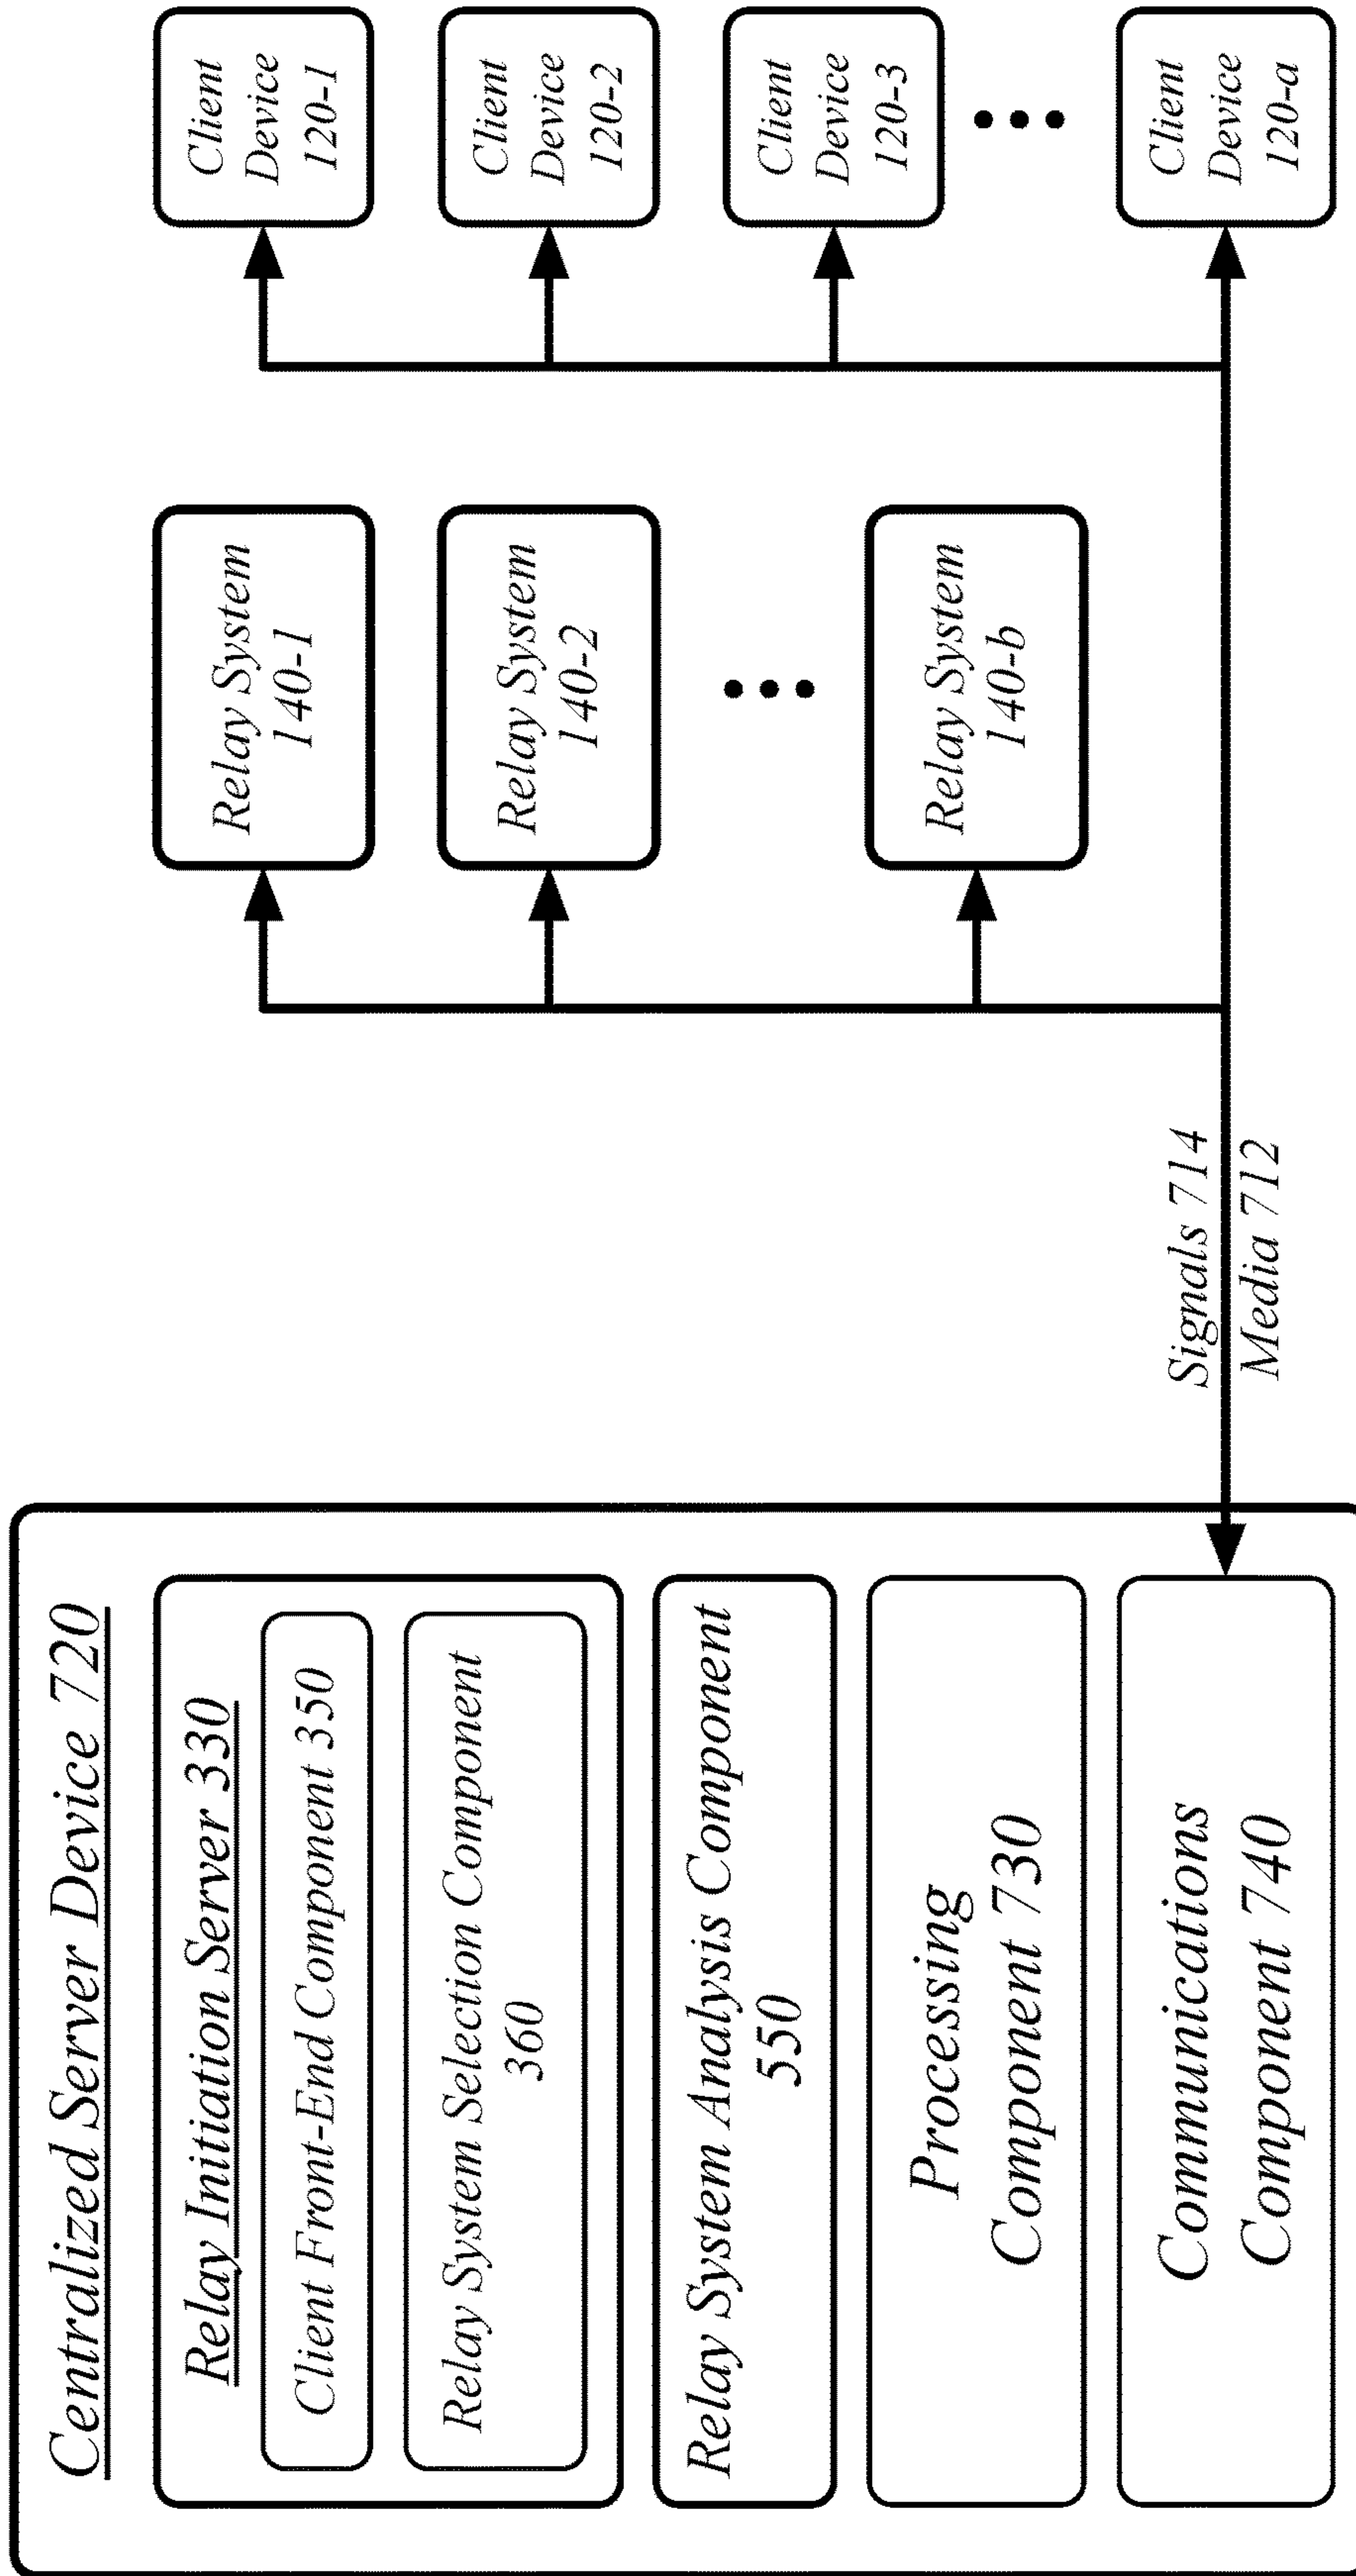 Centralized Server Device 720
Relay Initiation Server 330
Client Front-End Component 350
Relay System Selection Component
360
Relay System Analysis Component
550
Processing
Component 730
Communications
Component 740
Signals 714
Media 712
Relay System
140-1
Relay System
140-2
Relay System
140-b
Client
Device
120-1
Client
Device
120-2
Client
Device
120-3
Client
Device
120-a